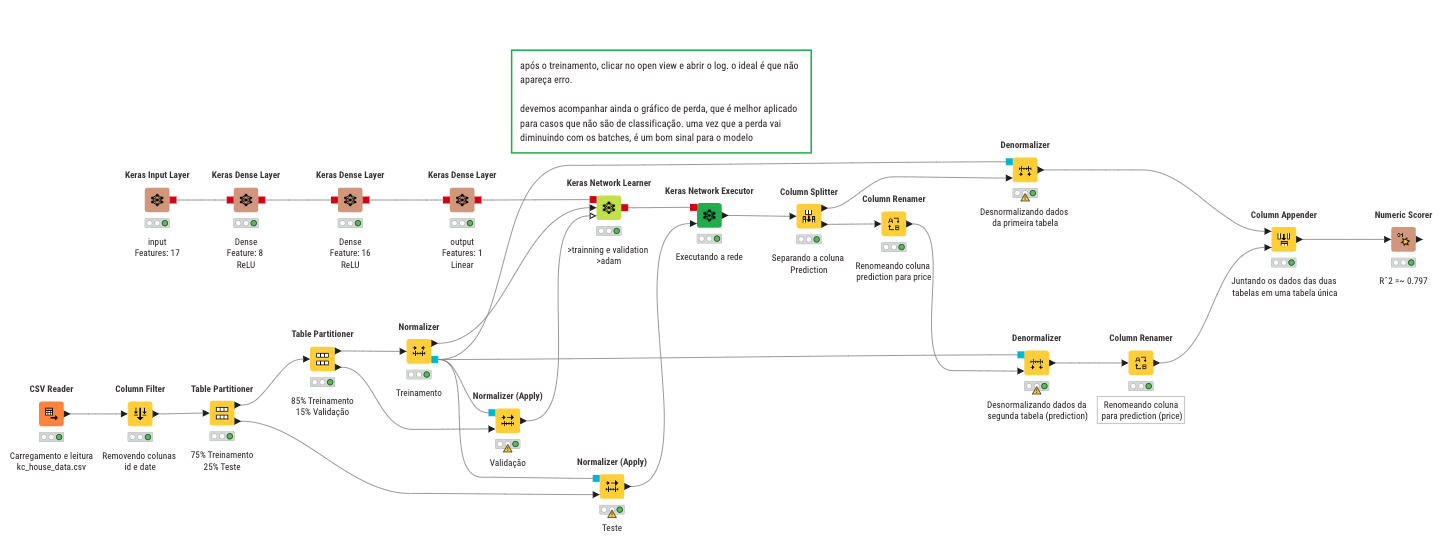 após o treinamento, clicar no open view e abrir o log. o ideal é que não
apareça erro.
devemos acompanhar ainda o gráfico de perda, que é melhor aplicado
para casos que não são de classificação. uma vez que a perda vai
diminuindo com os batches, é um bom sinal para o modelo
Keras Input Layer
input
Features: 17
Keras Dense Layer
Dense
Feature: 8
ReLU
Keras Dense Layer
Dense
Feature: 16
ReLU
Keras Dense Layer
output
Features: 1
Linear
Keras Network Learner
>trainning e validation
>adam
Keras Network Executor
Executando a rede
Column Splitter
Separando a coluna
Prediction
Column Renamer
Renomeando coluna
prediction para price
Denormalizer
Desnormalizando dados
da primeira tabela
Column Appender
Juntando os dados das duas
tabelas em uma tabela única
Numeric Scorer
R^2 =~ 0.797
CSV Reader
Carregamento e leitura
kc_house_data.csv
Column Filter
Removendo colunas
id e date
Table Partitioner
75% Treinamento
25% Teste
Table Partitioner
85% Treinamento
15% Validação
Normalizer
Treinamento
Normalizer (Apply)
Validação
Normalizer (Apply)
Teste
Denormalizer
Desnormalizando dados da
segunda tabela (prediction)
Column Renamer
Renomeando coluna
para prediction (price)